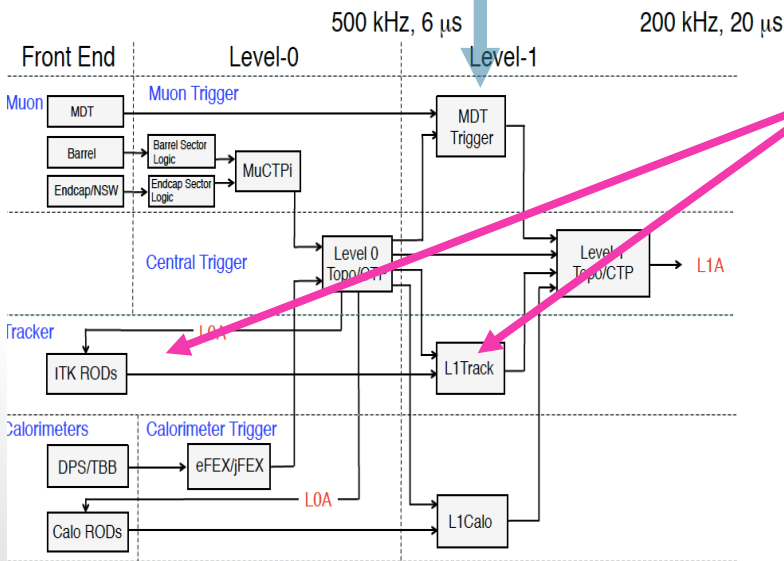 500 kHz, 6 μs
200 kHz, 20 μs
Front End
Level-0
Level-1
Muon
Muon Trigger
MDT
MDT
Trigger
Barrel
Barrel Sector
Logic
MuCTPi
Endcap/NSW
Endcap Sector
Logic
Central Trigger
Level 0
Topo/CTP
Level 1
Topo/CTP
L1A
Tracker
L0A
ITK RODs
L1Track
Calorimeters
Calorimeter Trigger
DPS/TBB
eFEX/jFEX
L0A
Calo RODs
L1Calo